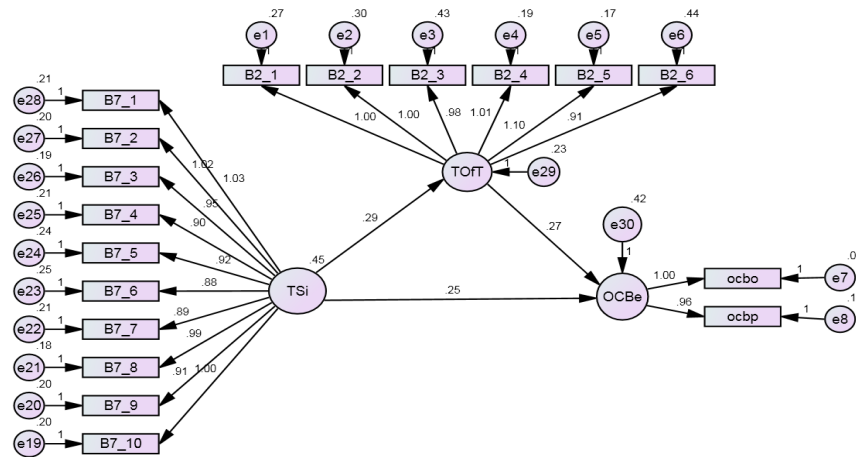 .27 .30 .43 .19 .17 .44
e1 e2 e3 e4 e5 e6
1 1 1 1 1 1
B2_1 B2_2 B2_3 B2_4 B2_5 B2_6
1.00 1.00 .98 1.01 1.10 .91
TOfT 1 e29 .23
.21
e28 1 B7_1
.20
e27 1 B7_2
.19
e26 1 B7_3
.21
e25 1 B7_4
.24
e24 1 B7_5
.25
e23 1 B7_6
.21
e22 1 B7_7
.18
e21 1 B7_8
.20
e20 1 B7_9
.20
e19 1 B7_10
1.03
1.02
.95
.90
.92
.88
.89
.99
.91
1.00
.45
TSi
.29
.27
.25
.42
e30
1
OCBe
1.00 ocbo 1 e7 .0
.96 ocbp 1 e8 .1